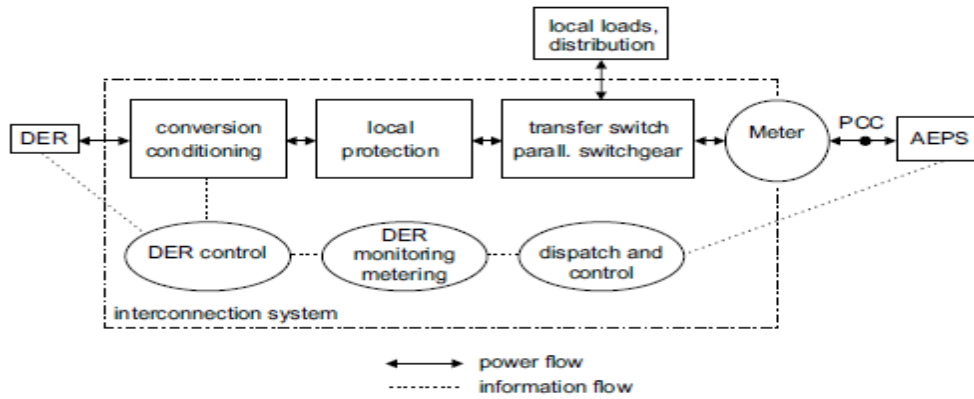 local loads,
distribution
DER
conversion
conditioning
local
protection
transfer switch
parall. switchgear
Meter
PCC
AEPS
DER control
DER
monitoring
metering
dispatch and
control
interconnection system
power flow
information flow